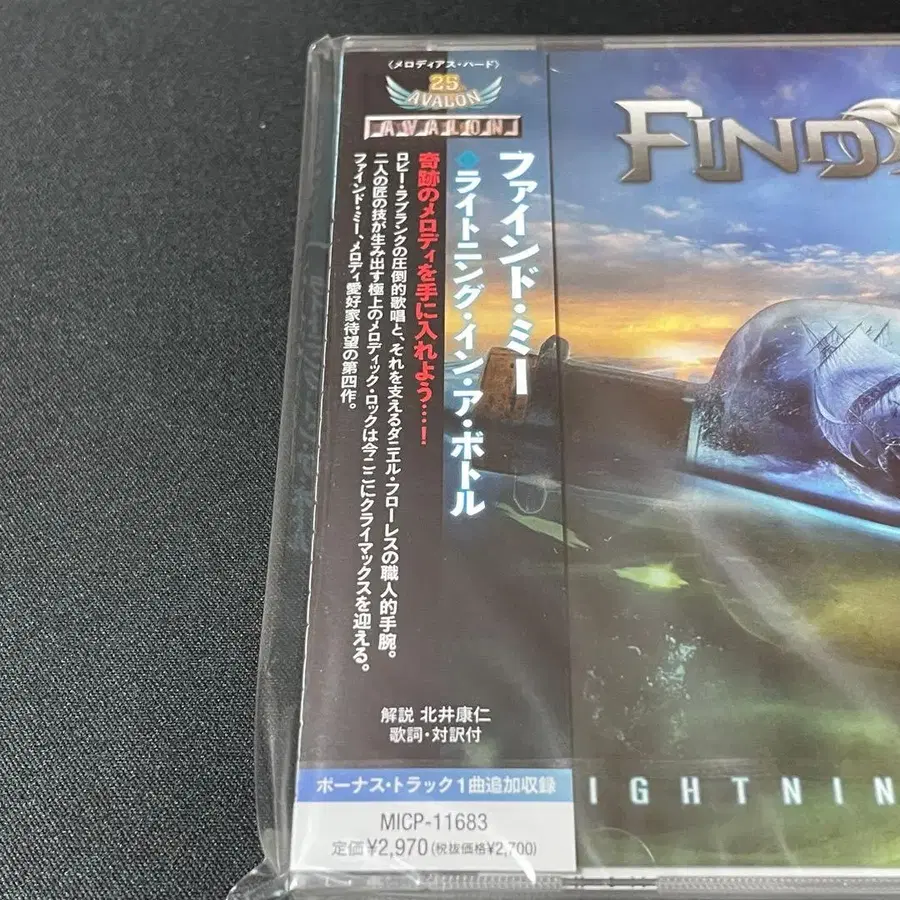 《メロディアス・ハード》
25th
AVALON
AVALON
ファインド・ミー
◆ライトニング・イン・ア・ボトル
奇跡のメロディを手に入れよう…!
ロビー・ラブランクの圧倒的歌唱と、それを支えるダニエル・フローレスの職人的手腕。
二人の匠の技が生み出す極上のメロディック・ロックは今ここにクライマックスを迎える。
ファインド・ミー、メロディ愛好家待望の第四作。
解説 北井康仁
歌詞・対訳付
ボーナス・トラック1曲追加収録
MICP-11683
定価¥2,970(税抜価格¥2,700)
FIND
IGHTNIN